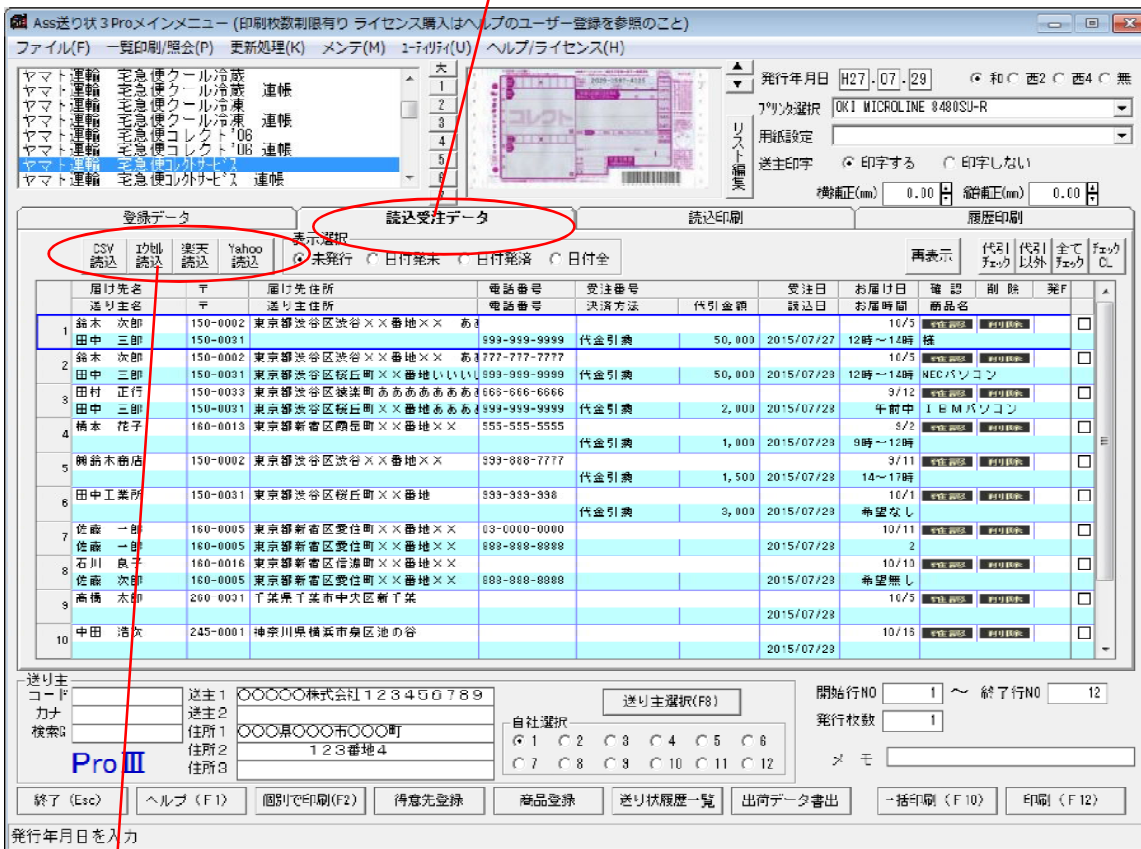 Ass送り状３Proメインメニュー (印刷枚数制限有り ライセンス購入はヘルプのユーザー登録を参照のこと)
ファイル(F) 一覧印刷/照会(P) 更新処理(K) メンテ(M) ﾕｰﾃｨﾘﾃｨ(U) ヘルプ/ライセンス(H)
ヤマト運輸 宅急便クール冷蔵
ヤマト運輸 宅急便クール冷蔵 連帳
ヤマト運輸 宅急便クール冷凍
ヤマト運輸 宅急便クール冷凍 連帳
ヤマト運輸 宅急便コレクト'06
ヤマト運輸 宅急便コレクト'06 連帳
ヤマト運輸 宅急便ｺﾚｸﾄｻｰﾋﾞｽ
ヤマト運輸 宅急便ｺﾚｸﾄｻｰﾋﾞｽ 連帳
大
1
2
3
4
5
6
コレクト
▲
▼
リスト編集
発行年月日 H27.07.29 和 西2 西4 無
ﾌﾟﾘﾝﾀ選択 OKI MICROLINE 8480SU-R
用紙設定
送主印字 印字する 印字しない
横補正(mm) 0.00 縦補正(mm) 0.00
登録データ 読込受注データ 読込印刷 履歴印刷
CSV読込 ｴｸｾﾙ読込 楽天読込 Yahoo読込
表示選択
未発行 日付発未 日付発済 日付全
再表示 代引ﾁｪｯｸ 代引以外 全てﾁｪｯｸ ﾁｪｯｸCL
届け先名 〒 届け先住所 電話番号 受注番号 受注日 お届け日 確 認 削 除 発F
送り主名 〒 送り主住所 電話番号 決済方法 代引金額 読込日 お届時間 商品名
1 鈴木 次郎 150-0002 東京都渋谷区渋谷××番地×× あ 10/5
田中 三郎 150-0031 999-999-9999 代金引換 50,000 2015/07/27 12時～14時 様
2 鈴木 次郎 150-0002 東京都渋谷区渋谷××番地×× あ 777-777-7777 10/5
田中 三郎 150-0031 東京都渋谷区桜丘町××番地いいい 999-999-9999 代金引換 50,000 2015/07/28 12時～14時 NECパソコン
3 田村 正行 150-0033 東京都渋谷区猿楽町ああああああ 666-666-6666 9/12
田中 三郎 150-0031 東京都渋谷区桜丘町××番地ああ 999-999-9999 代金引換 2,000 2015/07/28 午前中 ＩＢＭパソコン
4 橋本 花子 160-0013 東京都新宿区霞岳町××番地×× 555-555-5555 9/2
代金引換 1,000 2015/07/28 9時～12時
5 ㈱鈴木商店 150-0002 東京都渋谷区渋谷××番地×× 999-888-7777 9/11
代金引換 1,500 2015/07/28 14～17時
6 田中工業所 150-0031 東京都渋谷区桜丘町××番地 999-999-998 10/1
代金引換 3,000 2015/07/28 希望なし
7 佐藤 一郎 160-0005 東京都新宿区愛住町××番地×× 03-0000-0000 10/11
佐藤 一郎 160-0005 東京都新宿区愛住町××番地×× 888-888-8888 2015/07/28 2
8 石川 良子 160-0016 東京都新宿区信濃町××番地×× 10/10
佐藤 次郎 160-0005 東京都新宿区愛住町××番地×× 888-888-8888 2015/07/28 希望無し
9 高橋 太郎 260-0031 千葉県千葉市中央区新千葉 10/5
2015/07/28
10 中田 浩次 245-0001 神奈川県横浜市泉区池の谷 10/16
2015/07/28
送り主
コード
カナ
検索G
ProⅢ
送主１ ○○○○○株式会社１２３４５６７８９
送主２
住所１ ○○○県○○○市○○○町
住所２ １２３番地４
住所３
送り主選択(F8)
自社選択
1 2 3 4 5 6
7 8 9 10 11 12
開始行NO 1 ～ 終了行NO 12
発行枚数 1
メ モ
終了 (Esc) ヘルプ (F1) 個別で印刷(F2) 得意先登録 商品登録 送り状履歴一覧 出荷データ書出 一括印刷 (F10) 印刷 (F12)
発行年月日を入力